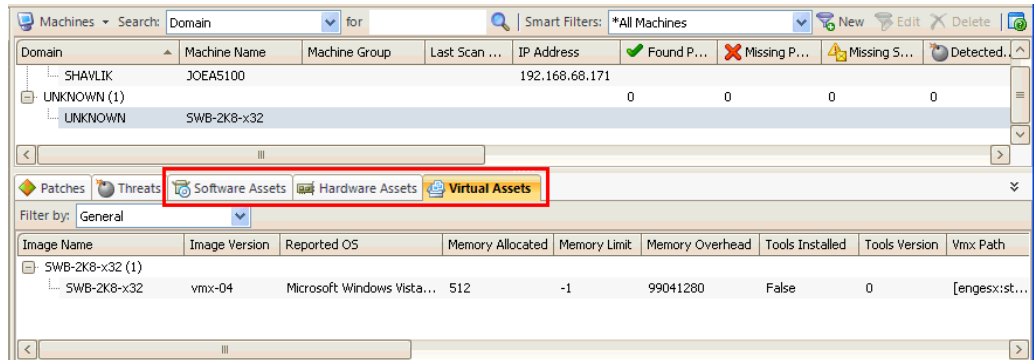 Machines Search: Domain for Smart Filters: *All Machines New Edit Delete
Domain Machine Name Machine Group Last Scan ... IP Address Found P... Missing P... Missing S... Detected...
SHAVLIK JOEA5100 192.168.68.171
UNKNOWN (1) 0 0 0 0
UNKNOWN SWB-2K8-x32
Patches Threats Software Assets Hardware Assets Virtual Assets
Filter by: General
Image Name Image Version Reported OS Memory Allocated Memory Limit Memory Overhead Tools Installed Tools Version Vmx Path
SWB-2K8-x32 (1)
SWB-2K8-x32 vmx-04 Microsoft Windows Vista... 512 -1 99041280 False 0 [engesx:st...